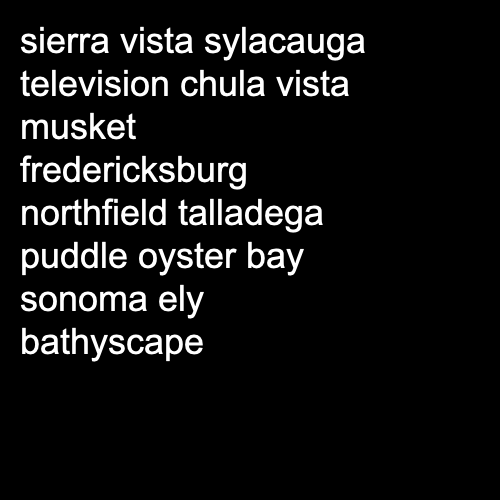 sierra vista sylacauga
television chula vista
musket
fredericksburg
northfield talladega
puddle oyster bay
sonoma ely
bathyscape